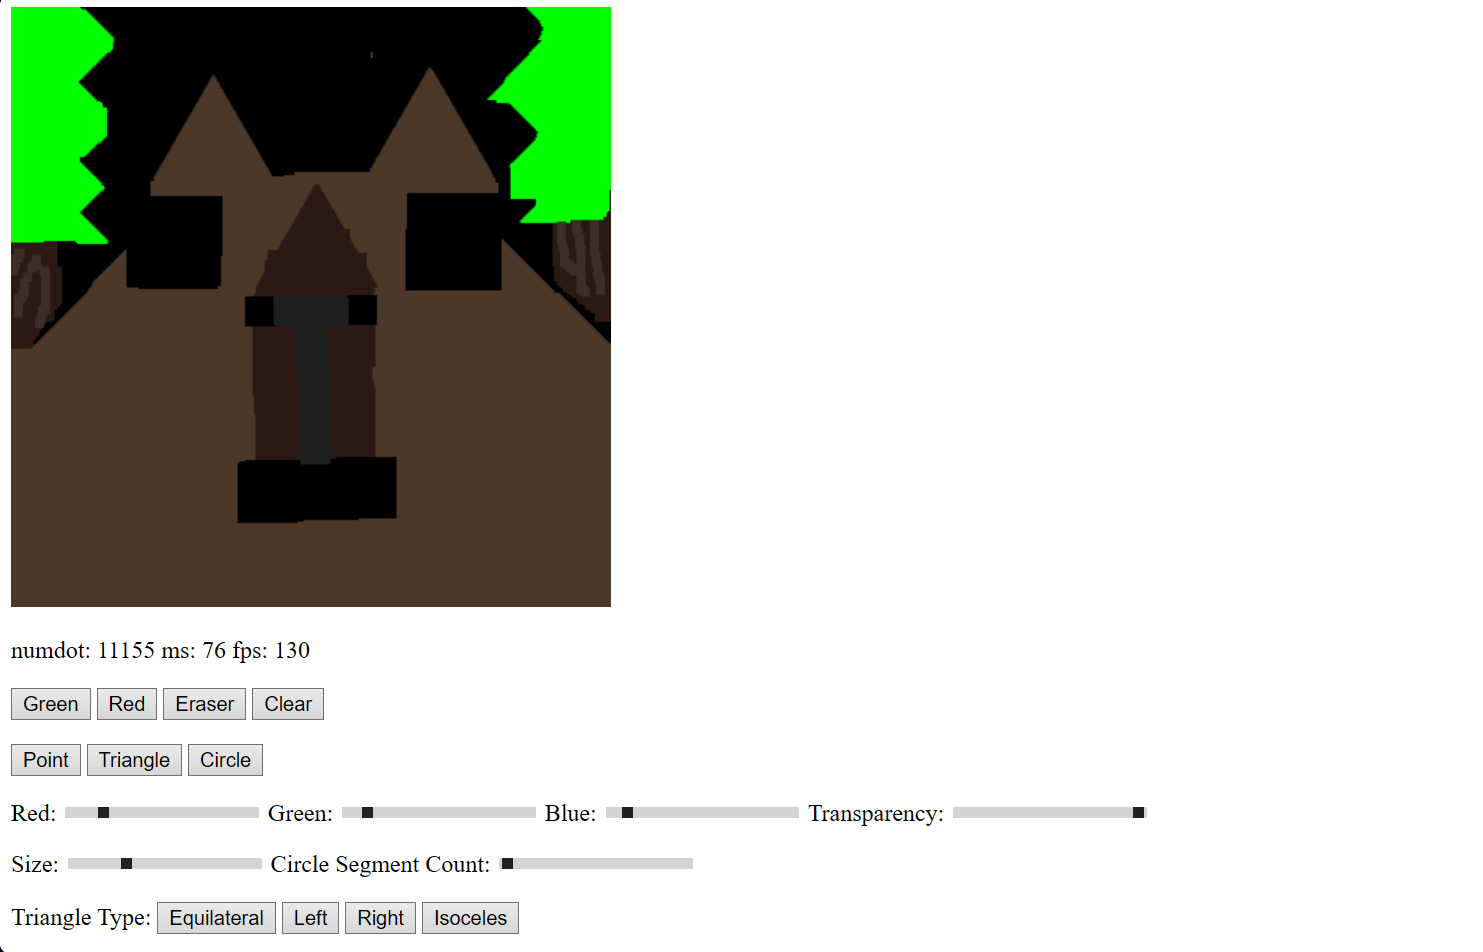 numdot: 11155 ms: 76 fps: 130
Green Red Eraser Clear
Point Triangle Circle
Red: Green: Blue: Transparency:
Size: Circle Segment Count:
Triangle Type: Equilateral Left Right Isoceles